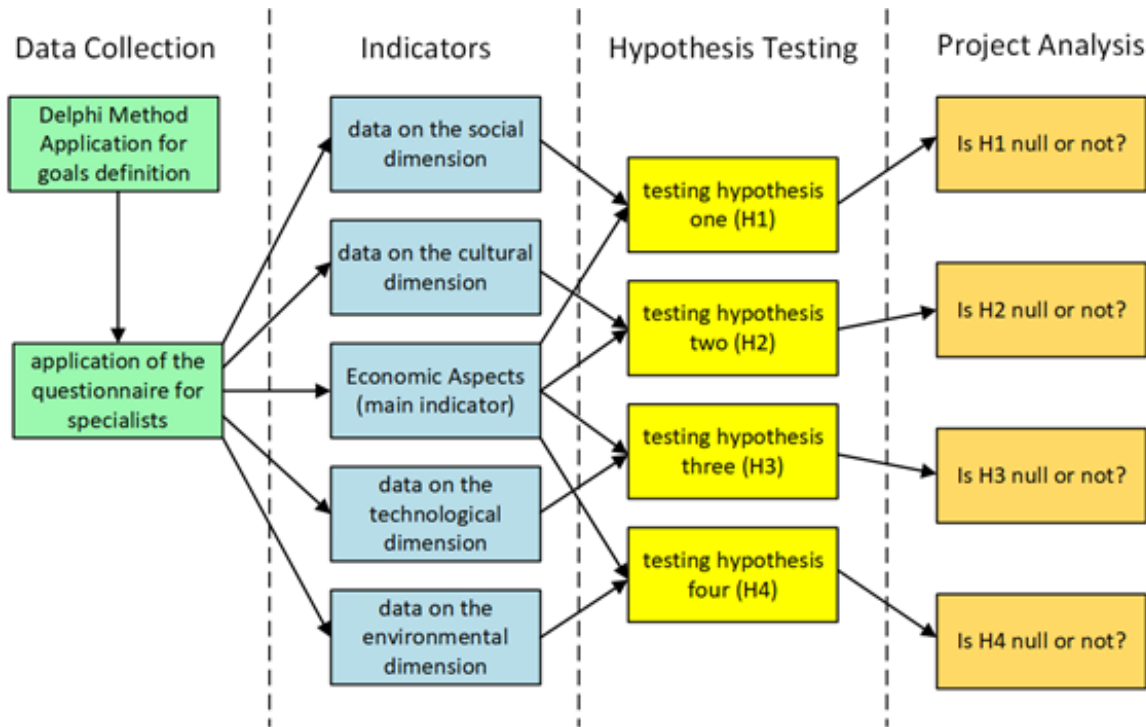 Data Collection
Indicators
Hypothesis Testing
Project Analysis
Delphi Method
Application for
goals definition
application of the
questionnaire for
specialists
data on the social
dimension
data on the cultural
dimension
Economic Aspects
(main indicator)
data on the
technological
dimension
data on the
environmental
dimension
testing hypothesis
one (H1)
testing hypothesis
two (H2)
testing hypothesis
three (H3)
testing hypothesis
four (H4)
Is H1 null or not?
Is H2 null or not?
Is H3 null or not?
Is H4 null or not?